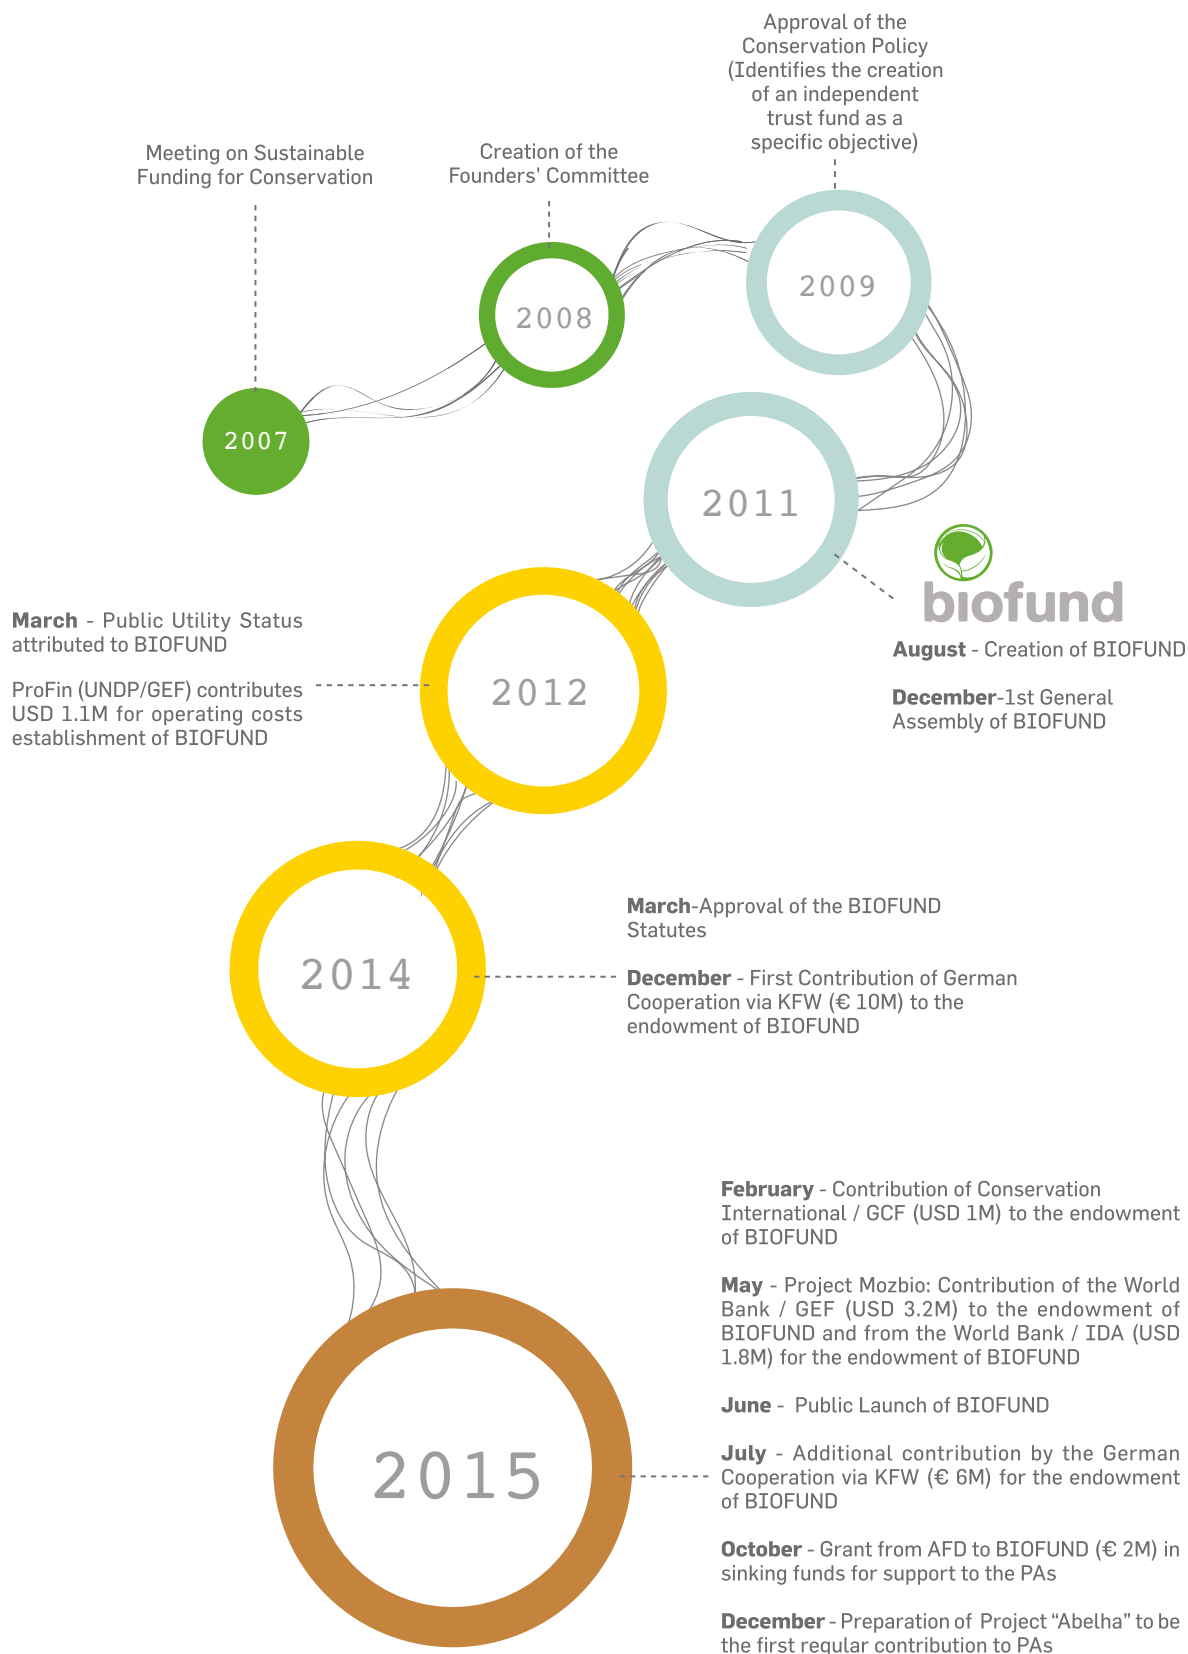 Meeting on Sustainable
Funding for Conservation
2007
Creation of the
Founders' Committee
2008
Approval of the
Conservation Policy
(Identifies the creation
of an independent
trust fund as a
specific objective)
2009
2011
biofund
August - Creation of BIOFUND
December-1st General
Assembly of BIOFUND
March - Public Utility Status
attributed to BIOFUND
ProFin (UNDP/GEF) contributes
USD 1.1M for operating costs
establishment of BIOFUND
2012
2014
March-Approval of the BIOFUND
Statutes
December - First Contribution of German
Cooperation via KFW (€ 10M) to the
endowment of BIOFUND
2015
February - Contribution of Conservation
International / GCF (USD 1M) to the endowment
of BIOFUND
May - Project Mozbio: Contribution of the World
Bank / GEF (USD 3.2M) to the endowment of
BIOFUND and from the World Bank / IDA (USD
1.8M) for the endowment of BIOFUND
June - Public Launch of BIOFUND
July - Additional contribution by the German
Cooperation via KFW (€ 6M) for the endowment
of BIOFUND
October - Grant from AFD to BIOFUND (€ 2M) in
sinking funds for support to the PAs
December - Preparation of Project “Abelha” to be
the first regular contribution to PAs